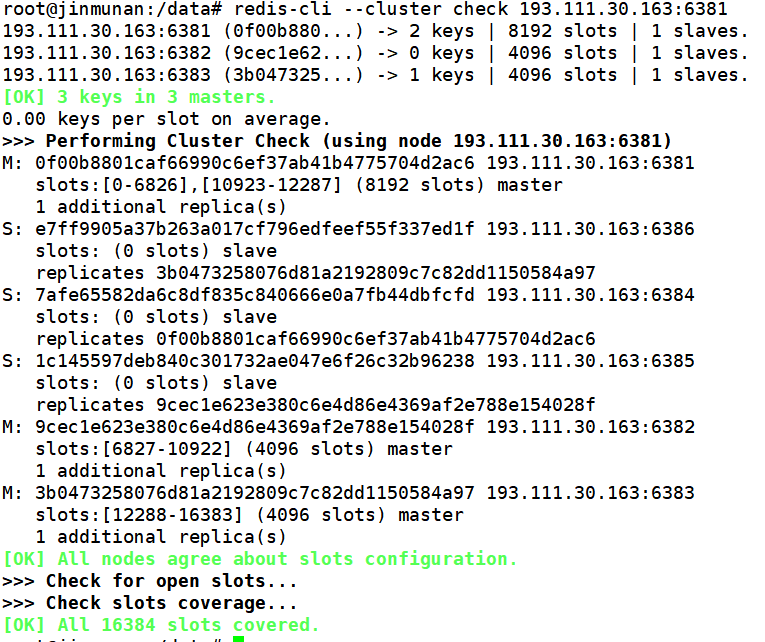 root@jinmunan:/data# redis-cli --cluster check 193.111.30.163:6381
193.111.30.163:6381 (0f00b880...) -> 2 keys | 8192 slots | 1 slaves.
193.111.30.163:6382 (9cec1e62...) -> 0 keys | 4096 slots | 1 slaves.
193.111.30.163:6383 (3b047325...) -> 1 keys | 4096 slots | 1 slaves.
[OK] 3 keys in 3 masters.
0.00 keys per slot on average.
>>> Performing Cluster Check (using node 193.111.30.163:6381)
M: 0f00b8801caf66990c6ef37ab41b4775704d2ac6 193.111.30.163:6381
   slots:[0-6826],[10923-12287] (8192 slots) master
   1 additional replica(s)
S: e7ff9905a37b263a017cf796edfeef55f337ed1f 193.111.30.163:6386
   slots: (0 slots) slave
   replicates 3b0473258076d81a2192809c7c82dd1150584a97
S: 7afe65582da6c8df835c840666e0a7fb44dbfcfd 193.111.30.163:6384
   slots: (0 slots) slave
   replicates 0f00b8801caf66990c6ef37ab41b4775704d2ac6
S: 1c145597deb840c301732ae047e6f26c32b96238 193.111.30.163:6385
   slots: (0 slots) slave
   replicates 9cec1e623e380c6e4d86e4369af2e788e154028f
M: 9cec1e623e380c6e4d86e4369af2e788e154028f 193.111.30.163:6382
   slots:[6827-10922] (4096 slots) master
   1 additional replica(s)
M: 3b0473258076d81a2192809c7c82dd1150584a97 193.111.30.163:6383
   slots:[12288-16383] (4096 slots) master
   1 additional replica(s)
[OK] All nodes agree about slots configuration.
>>> Check for open slots...
>>> Check slots coverage...
[OK] All 16384 slots covered.
root@jinmunan:/data#